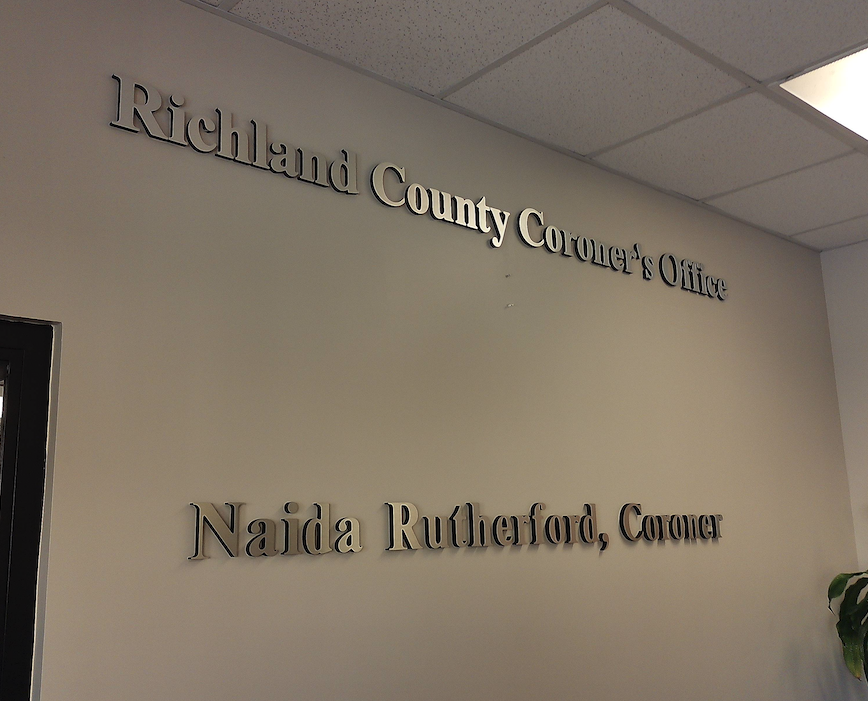 Richland County Coroner's Office
Naida Rutherford, Coroner